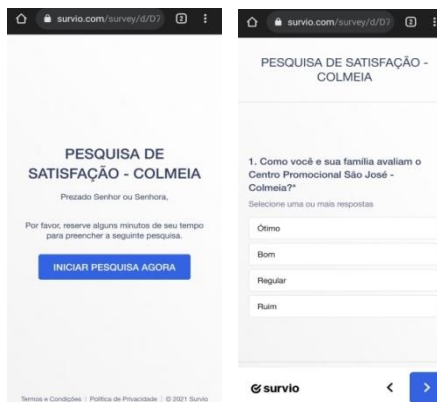 survio.com/survey/d/D7
2
PESQUISA DE
SATISFAÇÃO - COLMEIA
Prezado Senhor ou Senhora,
Por favor, reserve alguns minutos de seu tempo
para preencher a seguinte pesquisa.
INICIAR PESQUISA AGORA
Termos e Condições | Política de Privacidade | © 2021 Survio
survio.com/survey/d/D7
2
PESQUISA DE SATISFAÇÃO -
COLMEIA
1. Como você e sua família avaliam o
Centro Promocional São José -
Colmeia?*
Selecione uma ou mais respostas
Ótimo
Bom
Regular
Ruim
survio